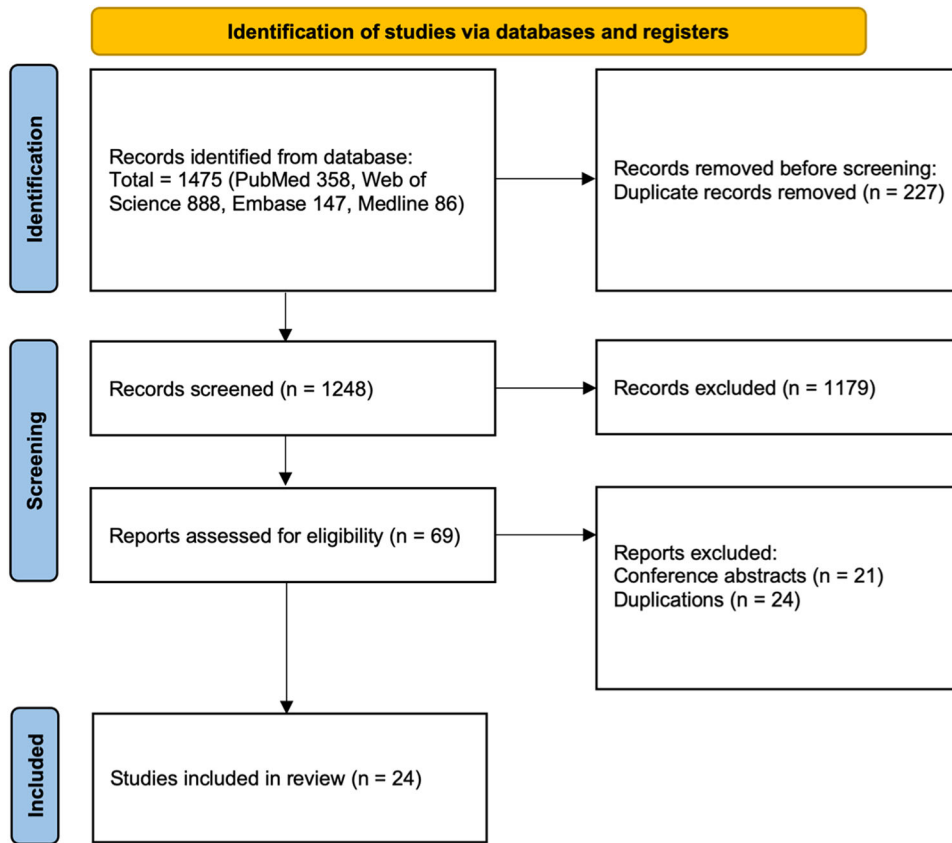 Identification of studies via databases and registers
Identification
Records identified from database:
Total = 1475 (PubMed 358, Web of
Science 888, Embase 147, Medline 86)
Records removed before screening:
Duplicate records removed (n = 227)
Screening
Records screened (n = 1248)
Records excluded (n = 1179)
Reports assessed for eligibility (n = 69)
Reports excluded:
Conference abstracts (n = 21)
Duplications (n = 24)
Included
Studies included in review (n = 24)